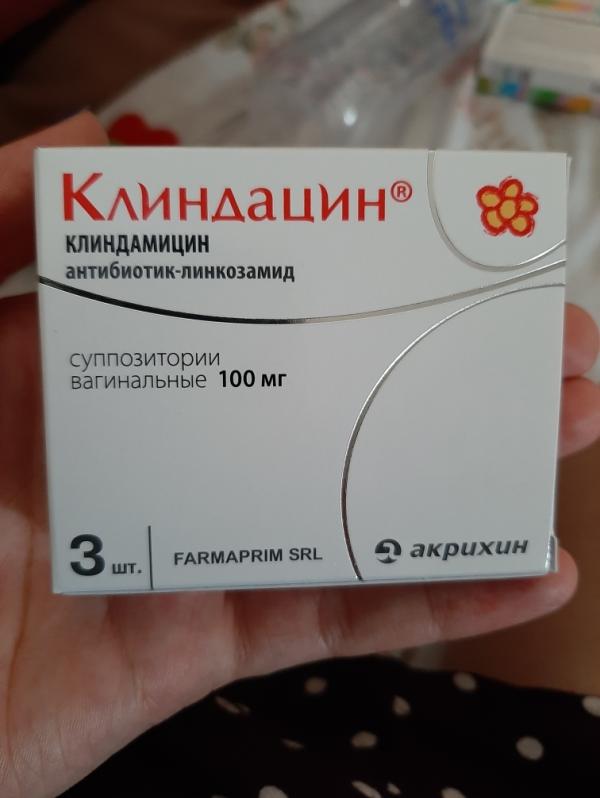 Клиндацин®
КЛИНДАМИЦИН
антибиотик-линкозамид
суппозитории
вагинальные 100 мг
3 шт.
FARMAPRIM SRL
акрихин